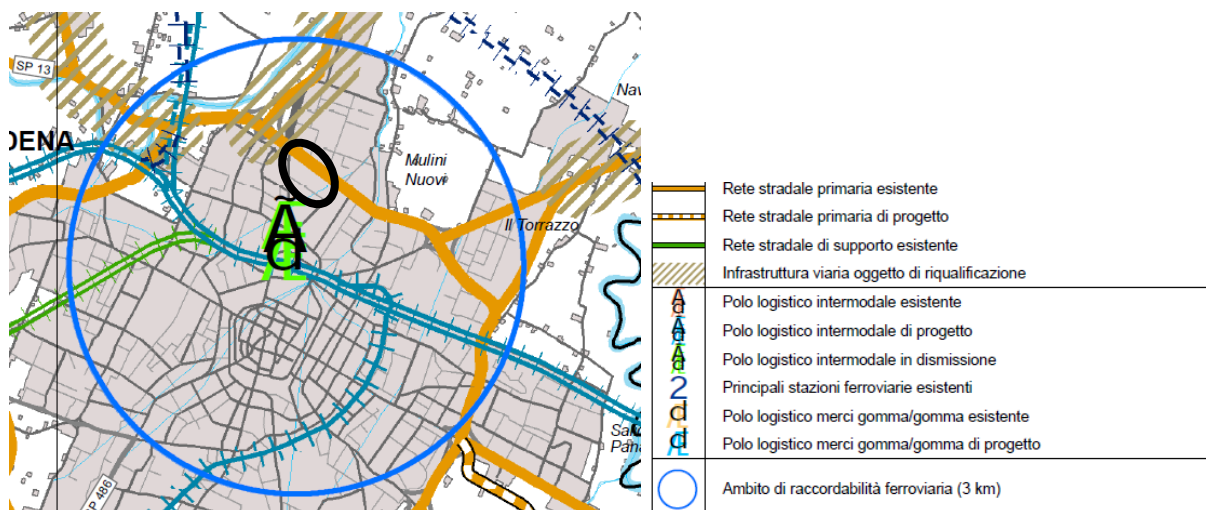 SP 13
Nav
DENA
Mulini
Nuovi
Il Torrazzo
Ã
d
SP 486
Pana
Rete stradale primaria esistente
Rete stradale primaria di progetto
Rete stradale di supporto esistente
Infrastruttura viaria oggetto di riqualificazione
Polo logistico intermodale esistente
Polo logistico intermodale di progetto
Polo logistico intermodale in dismissione
2 Principali stazioni ferroviarie esistenti
d Polo logistico merci gomma/gomma esistente
d Polo logistico merci gomma/gomma di progetto
Ambito di raccordabilità ferroviaria (3 km)